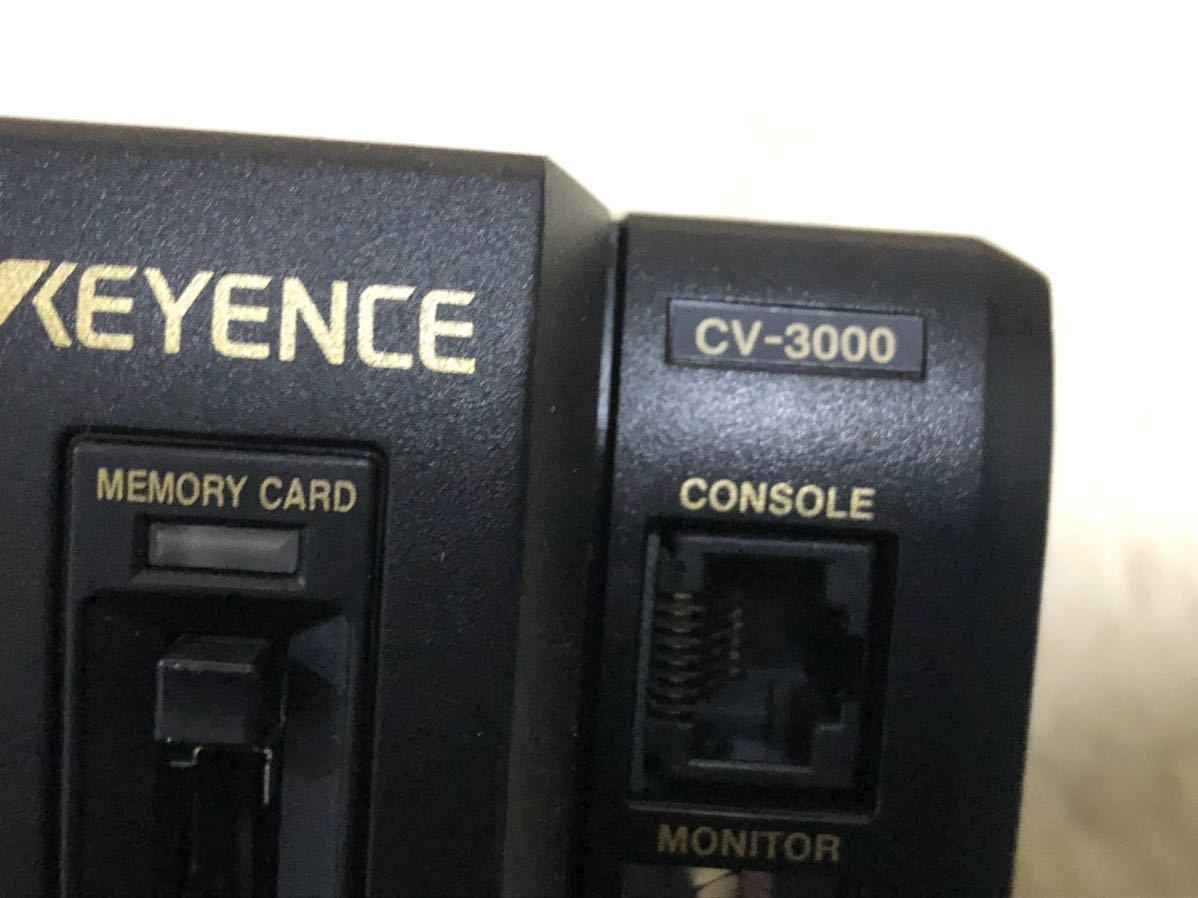 KEYENCE
CV-3000
MEMORY CARD
CONSOLE
MONITOR